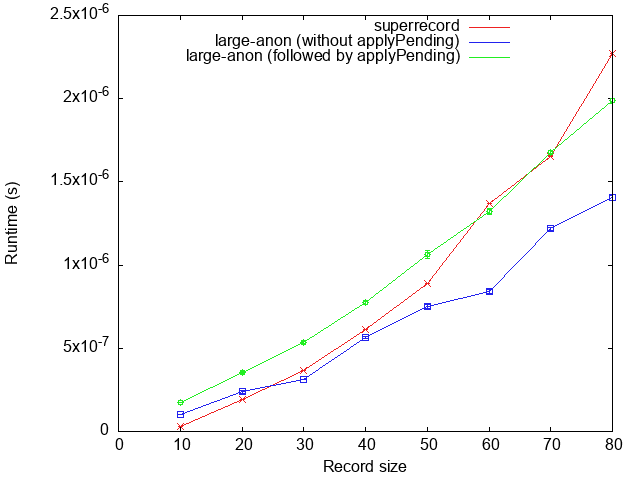 2.5x10-6
2x10-6
1.5x10-6
1x10-6
5x10-7
0
superrecord
large-anon (without applyPending)
large-anon (followed by applyPending)
Runtime (s)
0 10 20 30 40 50 60 70 80
Record size